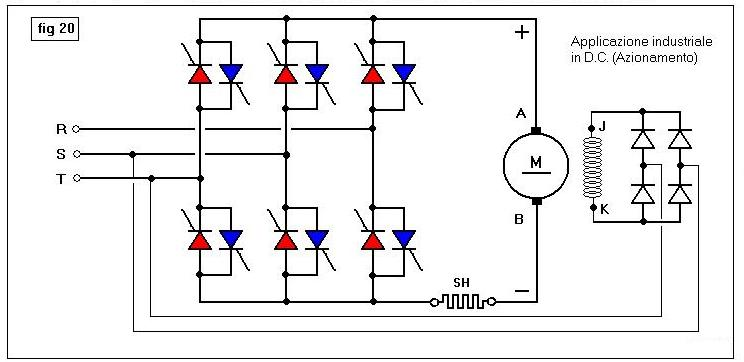 fig 20
Applicazione industriale
in D.C. (Azionamento)
+
A
R
J
S
M
T
K
B
SH
−